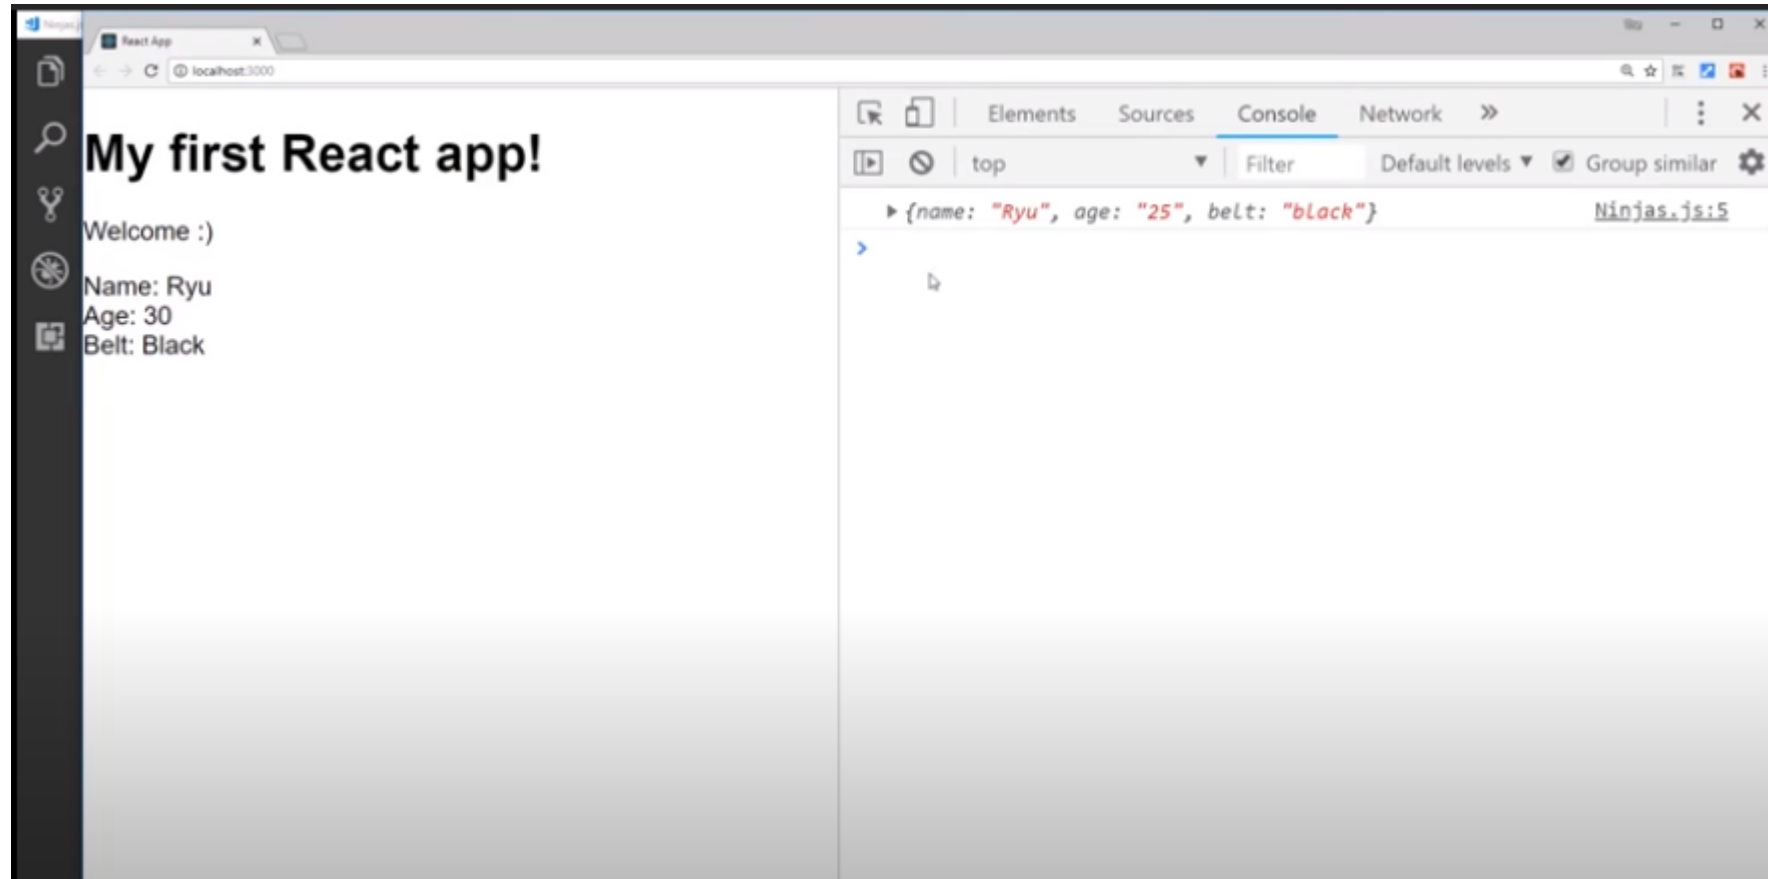 Ninjas.j
React App
localhost:3000
My first React app!
Welcome :)
Name: Ryu
Age: 30
Belt: Black
Elements Sources Console Network
top Filter Default levels Group similar
{name: "Ryu", age: "25", belt: "black"} Ninjas.js:5